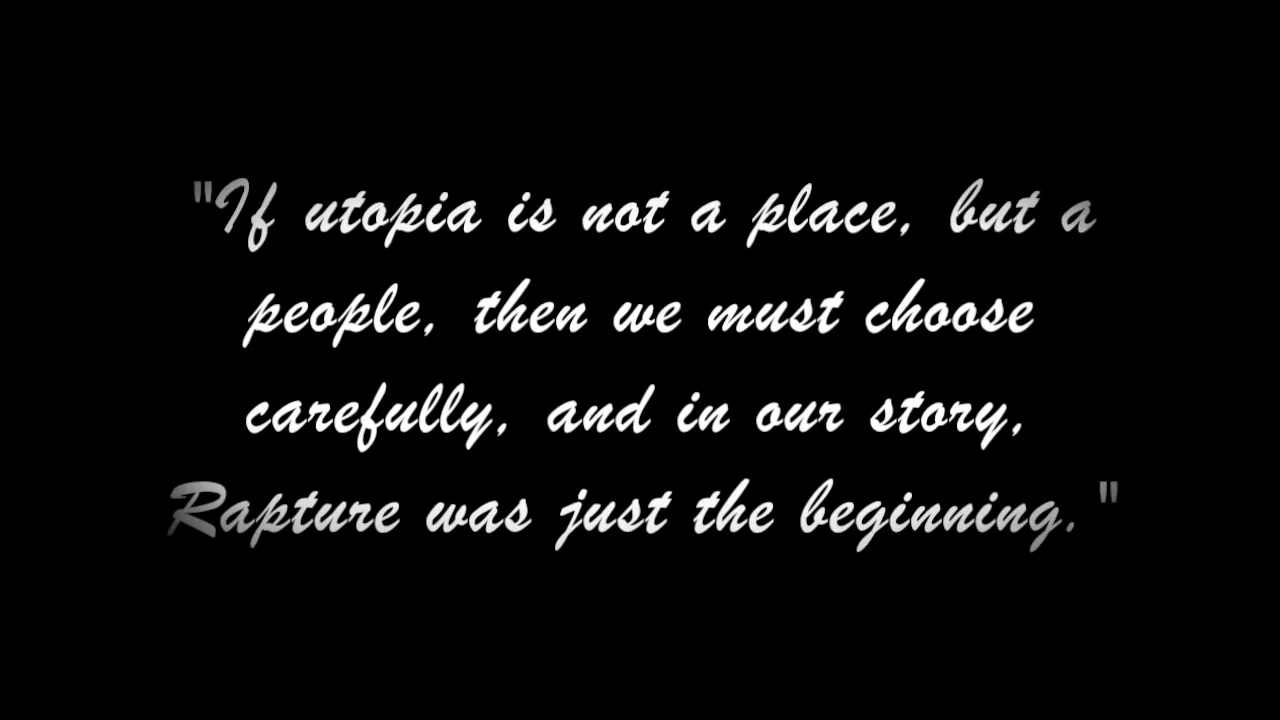 "If utopia is not a place, but a
people, then we must choose
carefully, and in our story,
Rapture was just the beginning."